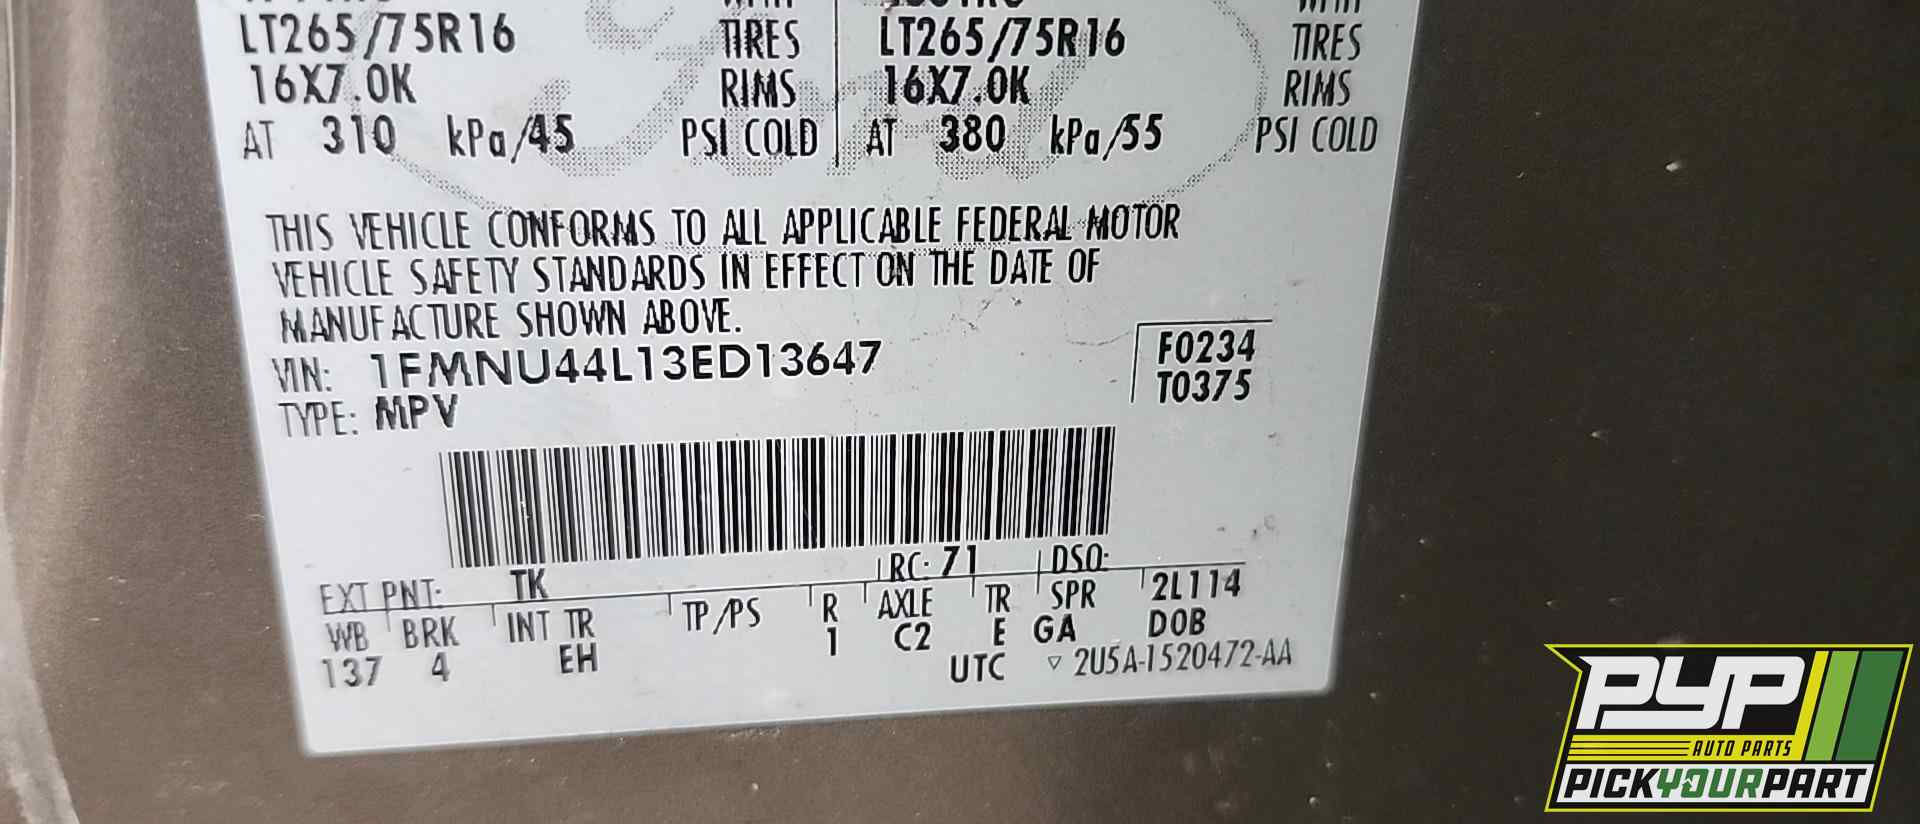 LT265/75R16 TIRES LT265/75R16 TIRES
16X7.0K RIMS 16X7.0K RIMS
AT 310 kPa/45 PSI COLD AT 380 kPa/55 PSI COLD
THIS VEHICLE CONFORMS TO ALL APPLICABLE FEDERAL MOTOR
VEHICLE SAFETY STANDARDS IN EFFECT ON THE DATE OF
MANUFACTURE SHOWN ABOVE.
VIN: 1FMNU44L13ED13647
F0234
T0375
TYPE: MPV
EXT PNT: TK RC: 71 DSO:
WB BRK INT TR TP/PS R AXLE TR SPR 2L114
137 4 EH 1 C2 E GA DOB
UTC ▽ 2U5A-1520472-AA
PYP
AUTO PARTS
PICKYOURPART